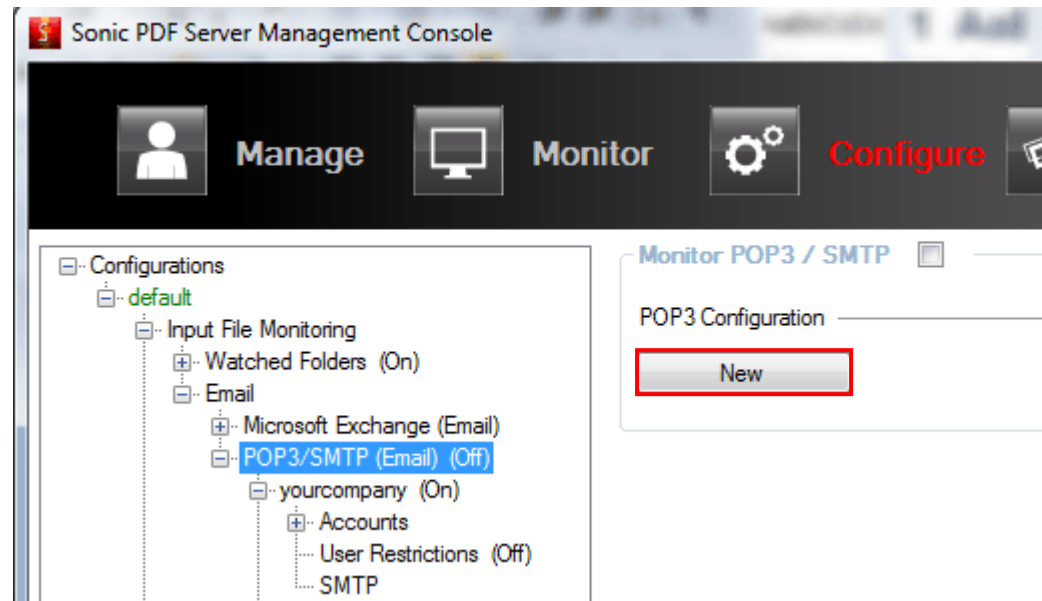 Sonic PDF Server Management Console
Manage Monitor Configure
Configurations
default
Input File Monitoring
Watched Folders (On)
Email
Microsoft Exchange (Email)
POP3/SMTP (Email) (Off)
yourcompany (On)
Accounts
User Restrictions (Off)
SMTP
Monitor POP3 / SMTP
POP3 Configuration
New